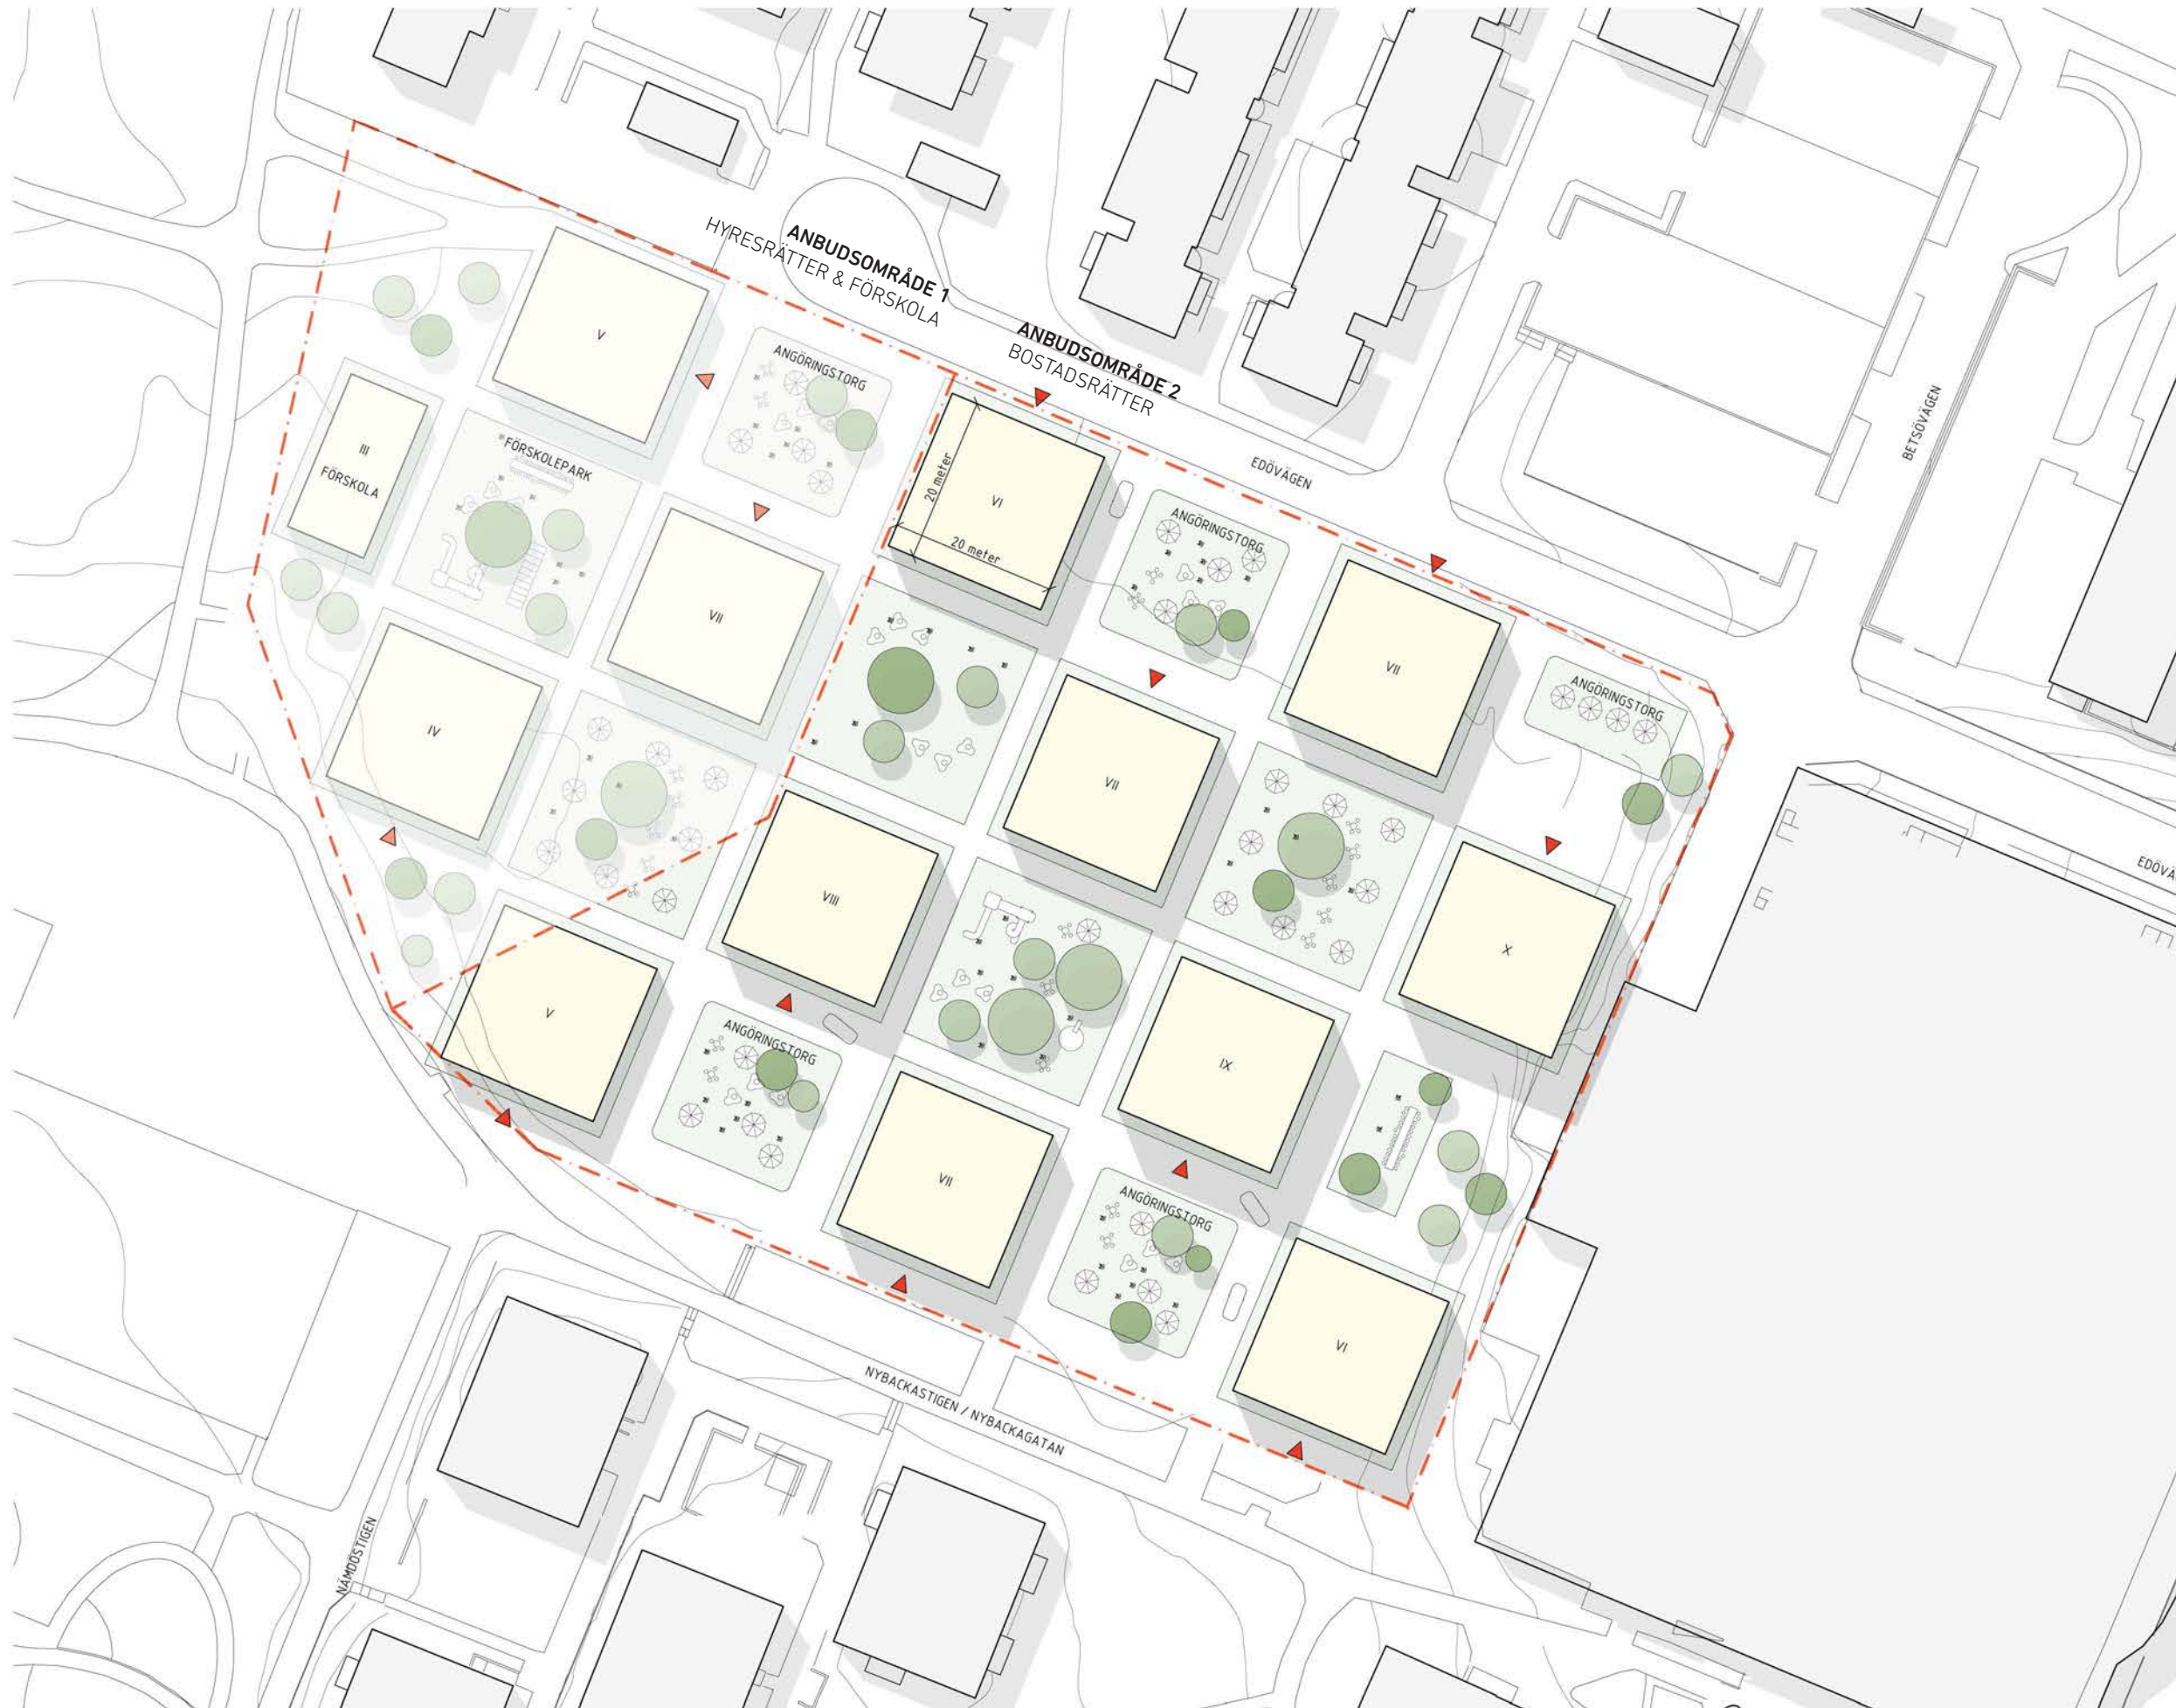 ANBUDSOMRÅDE 1
HYRESRÄTTER & FÖRSKOLA
ANBUDSOMRÅDE 2
BOSTADSRÄTTER
V
ANGÖRINGSTORG
BETSÖVÄGEN
III
FÖRSKOLA
FÖRSKOLEPARK
20 meter
VI
20 meter
EDÖVÄGEN
ANGÖRINGSTORG
VII
VII
ANGÖRINGSTORG
IV
VII
VIII
X
EDÖVÄ
V
ANGÖRINGSTORG
IX
VII
ANGÖRINGSTORG
VI
NYBACKASTIGEN / NYBACKAGATAN
NÄMDÖSTIGEN